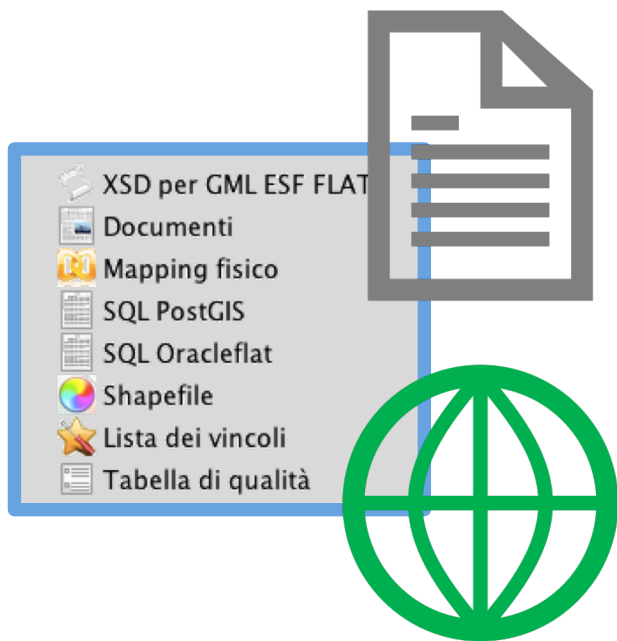 XSD per GML ESF FLAT
Documenti
Mapping fisico
SQL PostGIS
SQL Oracleflat
Shapefile
Lista dei vincoli
Tabella di qualità